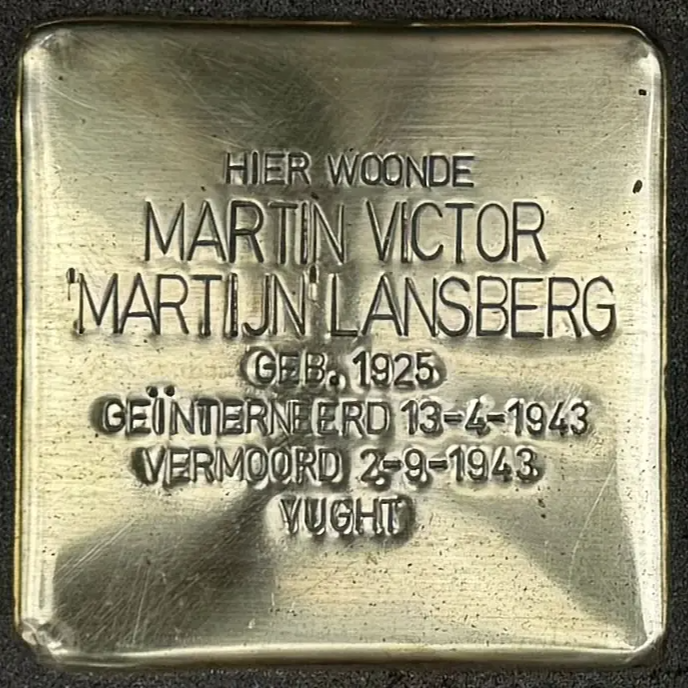 HIER WOONDE
MARTIN VICTOR
'MARTIJN' LANSBERG
GEB. 1925
GEÏNTERNEERD 13-4-1943
VERMOORD 2-9-1943
VUGHT